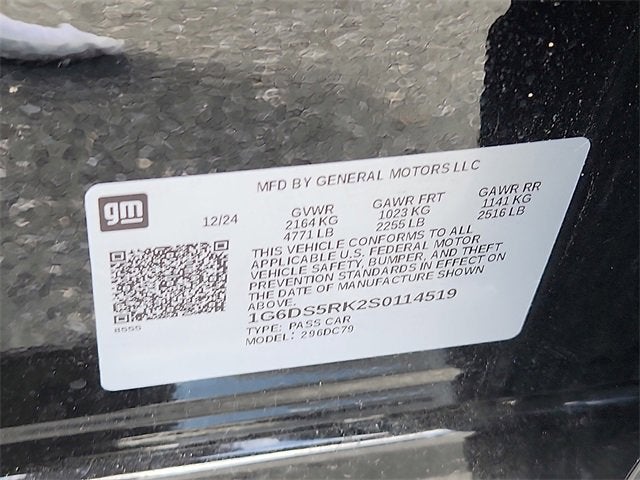 MFD BY GENERAL MOTORS LLC
gm
12/24
GVWR GAWR FRT GAWR RR
2164 KG 1023 KG 1141 KG
4771 LB 2255 LB 2516 LB
THIS VEHICLE CONFORMS TO ALL
APPLICABLE U.S. FEDERAL MOTOR
VEHICLE SAFETY, BUMPER, AND THEFT
PREVENTION STANDARDS IN EFFECT ON
THE DATE OF MANUFACTURE SHOWN
ABOVE.
1G6DS5RK2S0114519
TYPE: PASS CAR
MODEL: 296DC79
8555